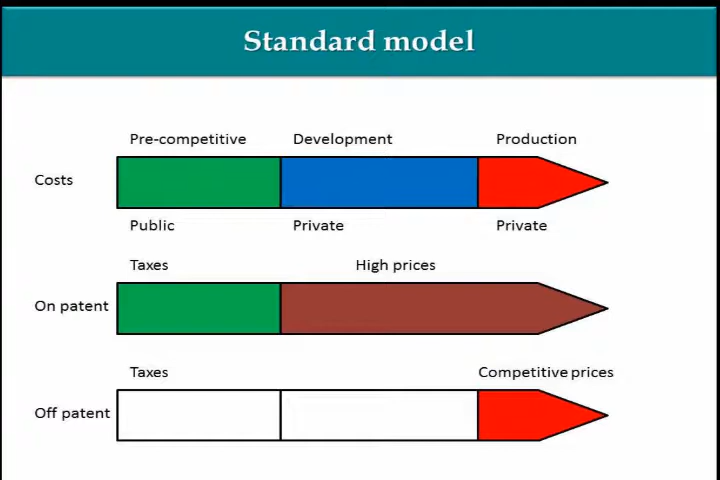 Standard model
Pre-competitive Development Production
Costs
Public Private Private
Taxes High prices
On patent
Taxes Competitive prices
Off patent